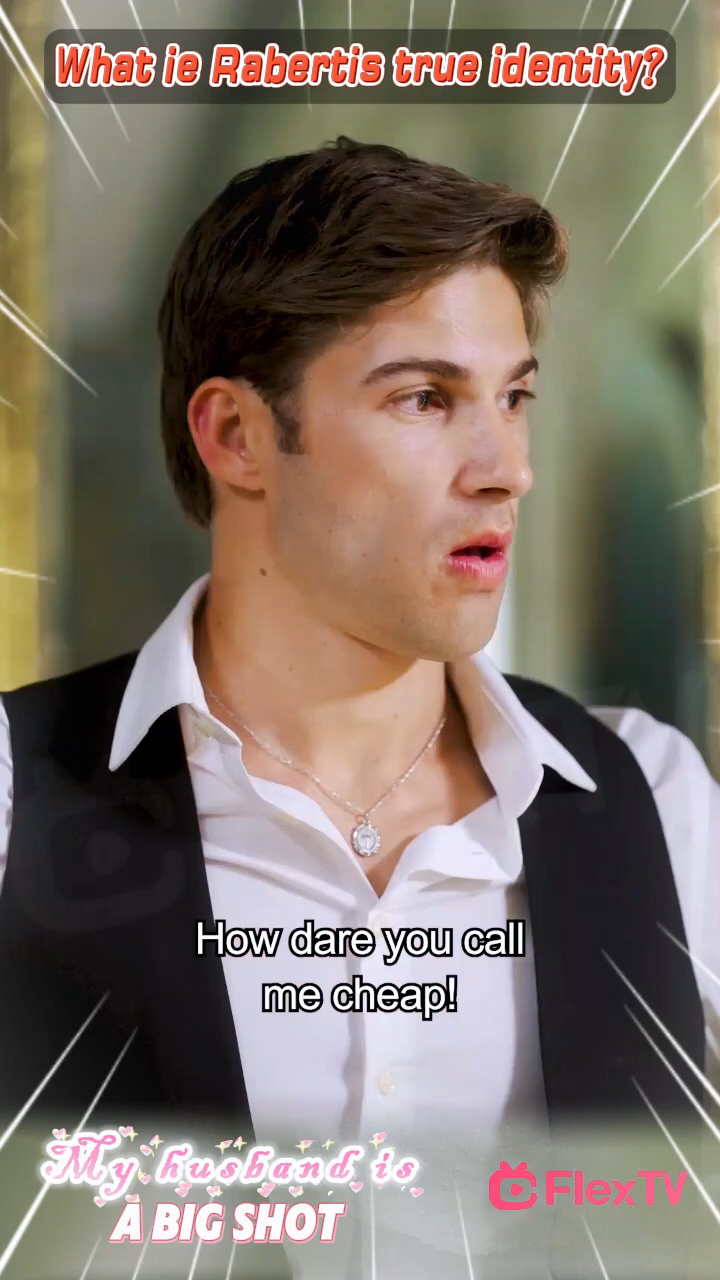 What ie Rabertis true identity?
How dare you call
me cheap!
My husband is
A BIG SHOT
FlexTV